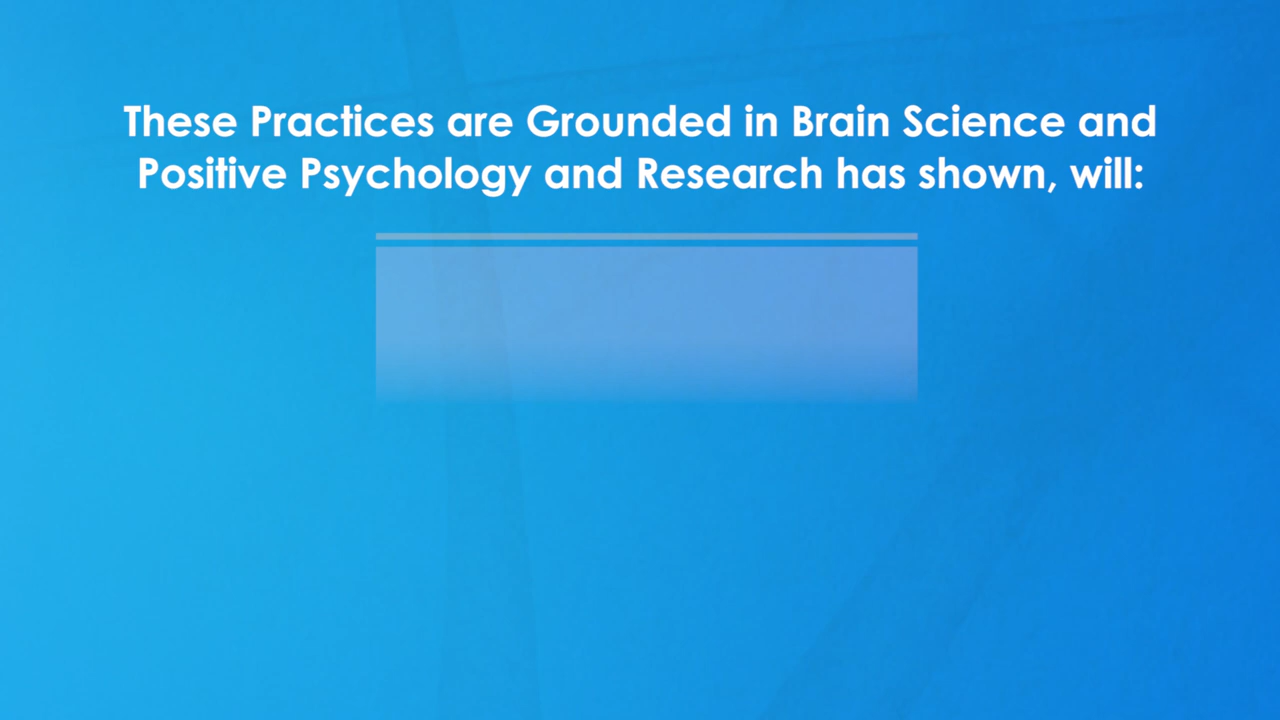 These Practices are Grounded in Brain Science and
Positive Psychology and Research has shown, will: